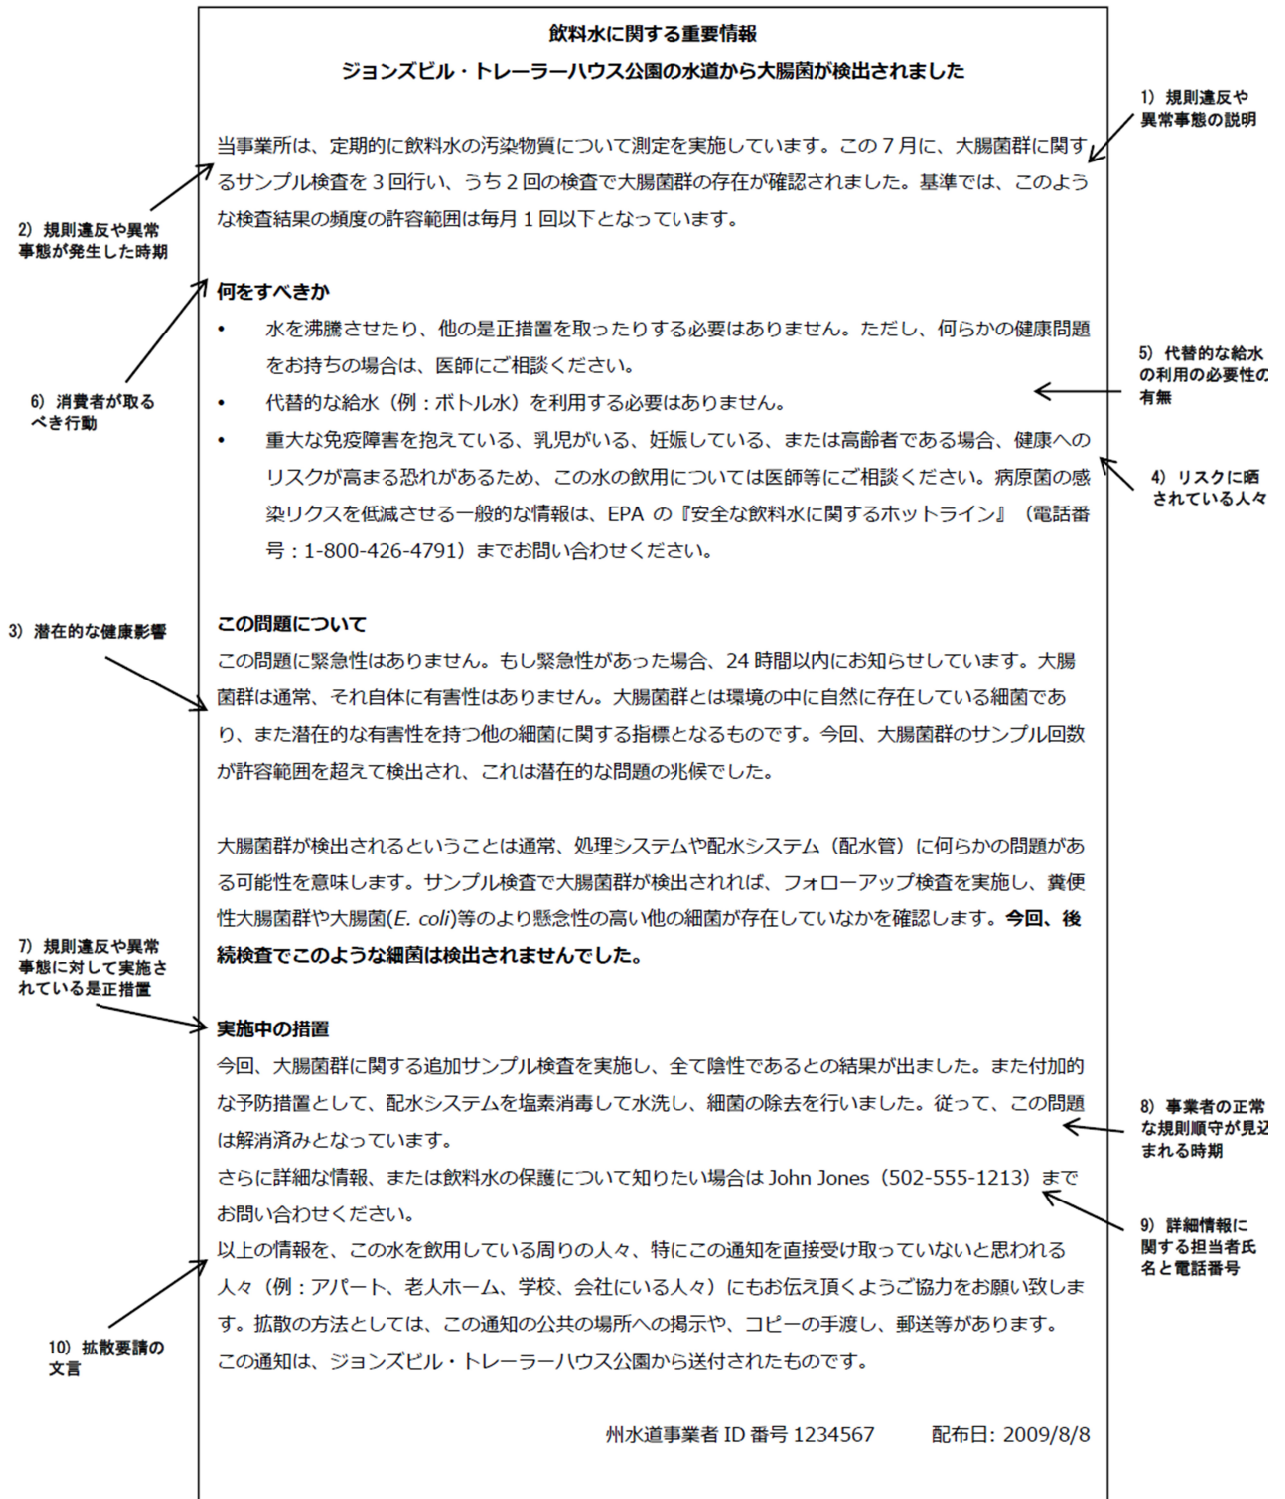 飲料水に関する重要情報
ジョンズビル・トレーラーハウス公園の水道から大腸菌が検出されました
1）規則違反や
異常事態の説明
当事業所は、定期的に飲料水の汚染物質について測定を実施しています。この７月に、大腸菌群に関す
るサンプル検査を３回行い、うち２回の検査で大腸菌群の存在が確認されました。基準では、このよう
な検査結果の頻度の許容範囲は毎月１回以下となっています。
2）規則違反や異常
事態が発生した時期
何をすべきか
• 水を沸騰させたり、他の是正措置を取ったりする必要はありません。ただし、何らかの健康問題
をお持ちの場合は、医師にご相談ください。
• 代替的な給水（例：ボトル水）を利用する必要はありません。
• 重大な免疫障害を抱えている、乳児がいる、妊娠している、または高齢者である場合、健康への
リスクが高まる恐れがあるため、この水の飲用については医師等にご相談ください。病原菌の感
染リクスを低減させる一般的な情報は、EPA の『安全な飲料水に関するホットライン』（電話番
号：1-800-426-4791）までお問い合わせください。
6）消費者が取る
べき行動
5）代替的な給水
の利用の必要性の
有無
4）リスクに晒
されている人々
3）潜在的な健康影響
この問題について
この問題に緊急性はありません。もし緊急性があった場合、24 時間以内にお知らせしています。大腸
菌群は通常、それ自体に有害性はありません。大腸菌群とは環境の中に自然に存在している細菌であ
り、また潜在的な有害性を持つ他の細菌に関する指標となるものです。今回、大腸菌群のサンプル回数
が許容範囲を超えて検出され、これは潜在的な問題の兆候でした。
大腸菌群が検出されるということは通常、処理システムや配水システム（配水管）に何らかの問題があ
る可能性を意味します。サンプル検査で大腸菌群が検出されれば、フォローアップ検査を実施し、糞便
性大腸菌群や大腸菌(E. coli)等のより懸念性の高い他の細菌が存在していなかを確認します。今回、後
続検査でこのような細菌は検出されませんでした。
7）規則違反や異常
事態に対して実施さ
れている是正措置
実施中の措置
今回、大腸菌群に関する追加サンプル検査を実施し、全て陰性であるとの結果が出ました。また付加的
な予防措置として、配水システムを塩素消毒して水洗し、細菌の除去を行いました。従って、この問題
は解消済みとなっています。
さらに詳細な情報、または飲料水の保護について知りたい場合は John Jones（502-555-1213）まで
お問い合わせください。
以上の情報を、この水を飲用している周りの人々、特にこの通知を直接受け取っていないと思われる
人々（例：アパート、老人ホーム、学校、会社にいる人々）にもお伝え頂くようご協力をお願い致しま
す。拡散の方法としては、この通知の公共の場所への掲示や、コピーの手渡し、郵送等があります。
この通知は、ジョンズビル・トレーラーハウス公園から送付されたものです。
8）事業者の正常
な規則順守が見込
まれる時期
9）詳細情報に
関する担当者氏
名と電話番号
10）拡散要請の
文言
州水道事業者 ID 番号 1234567 配布日: 2009/8/8